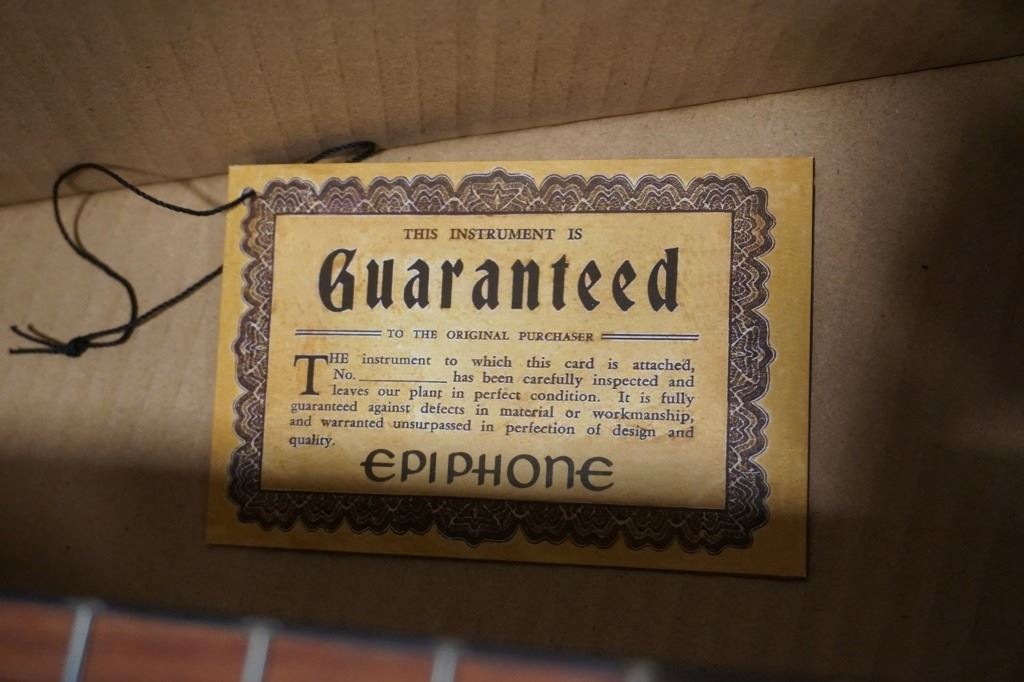 THIS INSTRUMENT IS
Guaranteed
TO THE ORIGINAL PURCHASER
THE instrument to which this card is attached,
No. __________ has been carefully inspected and
leaves our plant in perfect condition. It is fully
guaranteed against defects in material or workmanship,
and warranted unsurpassed in perfection of design and
quality.
EPIPHONE